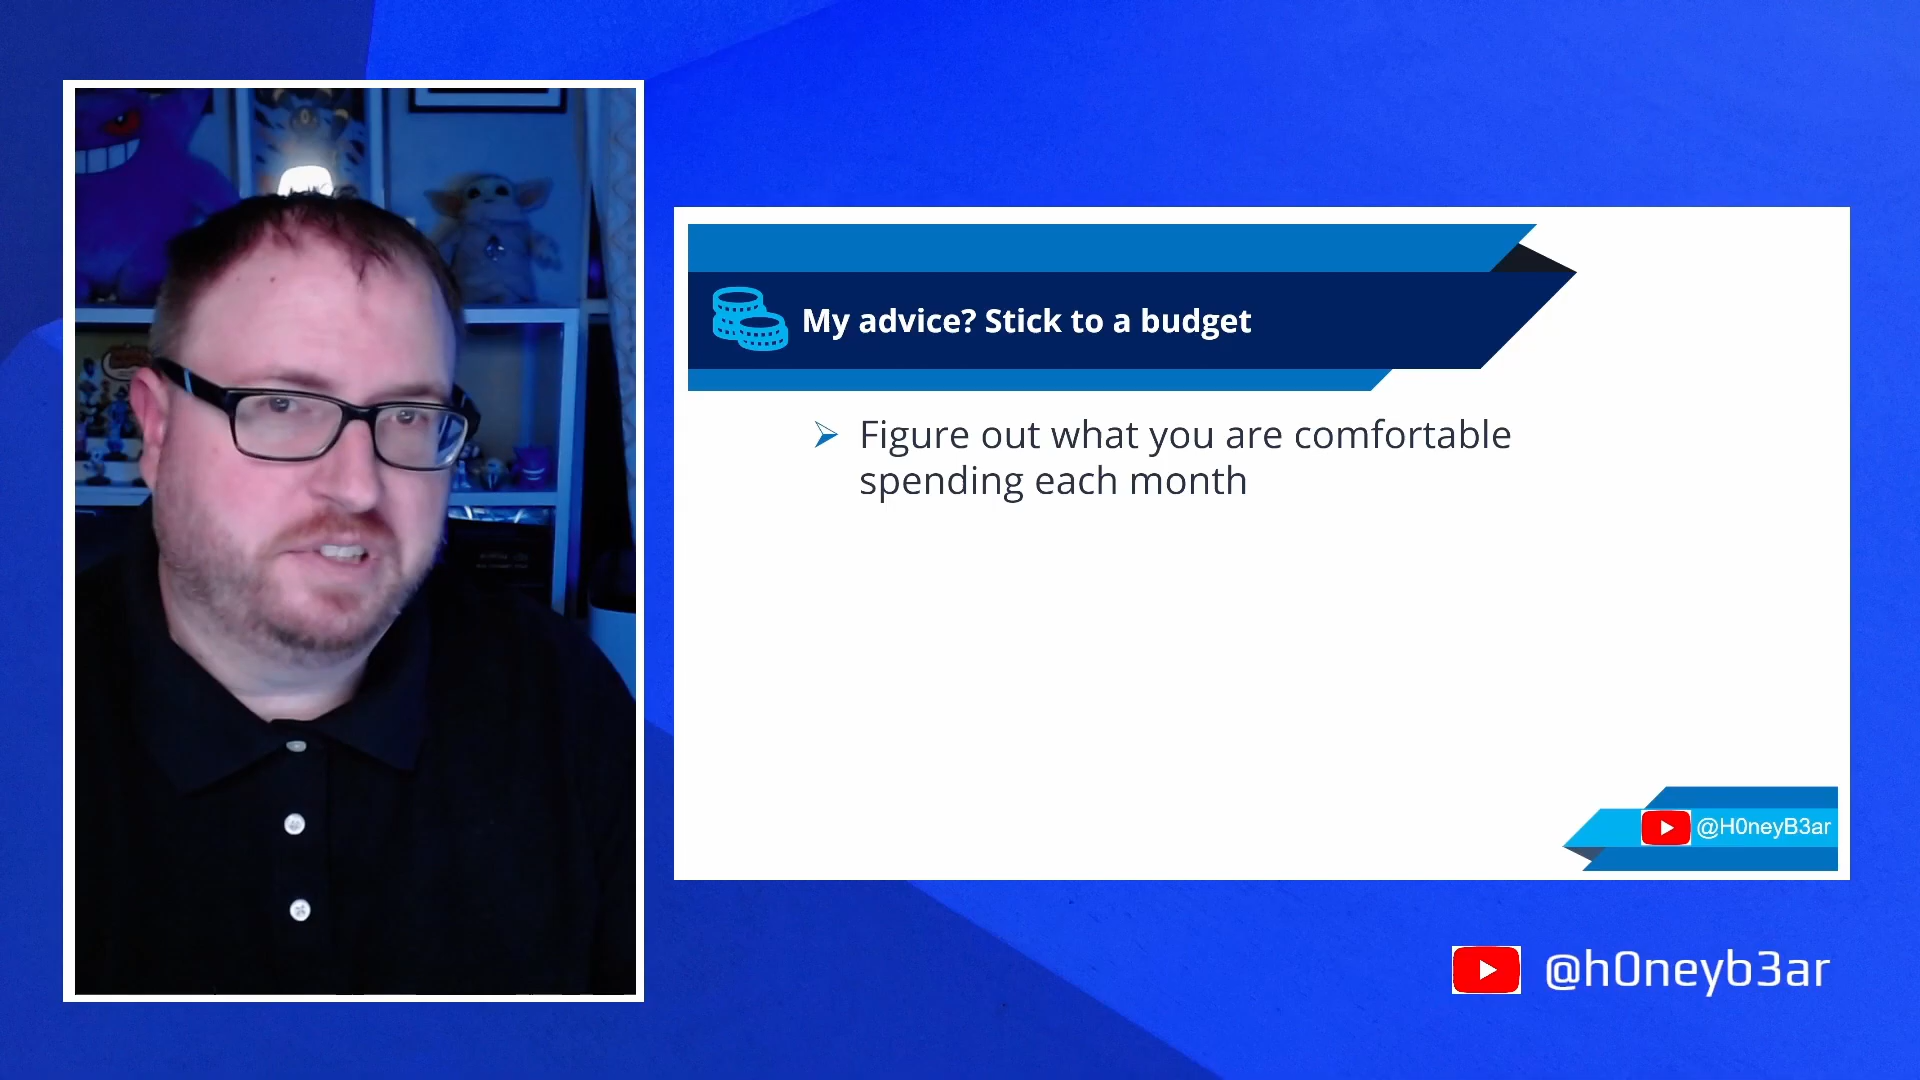 My advice? Stick to a budget
Figure out what you are comfortable
spending each month
@H0neyB3ar
@h0neyb3ar